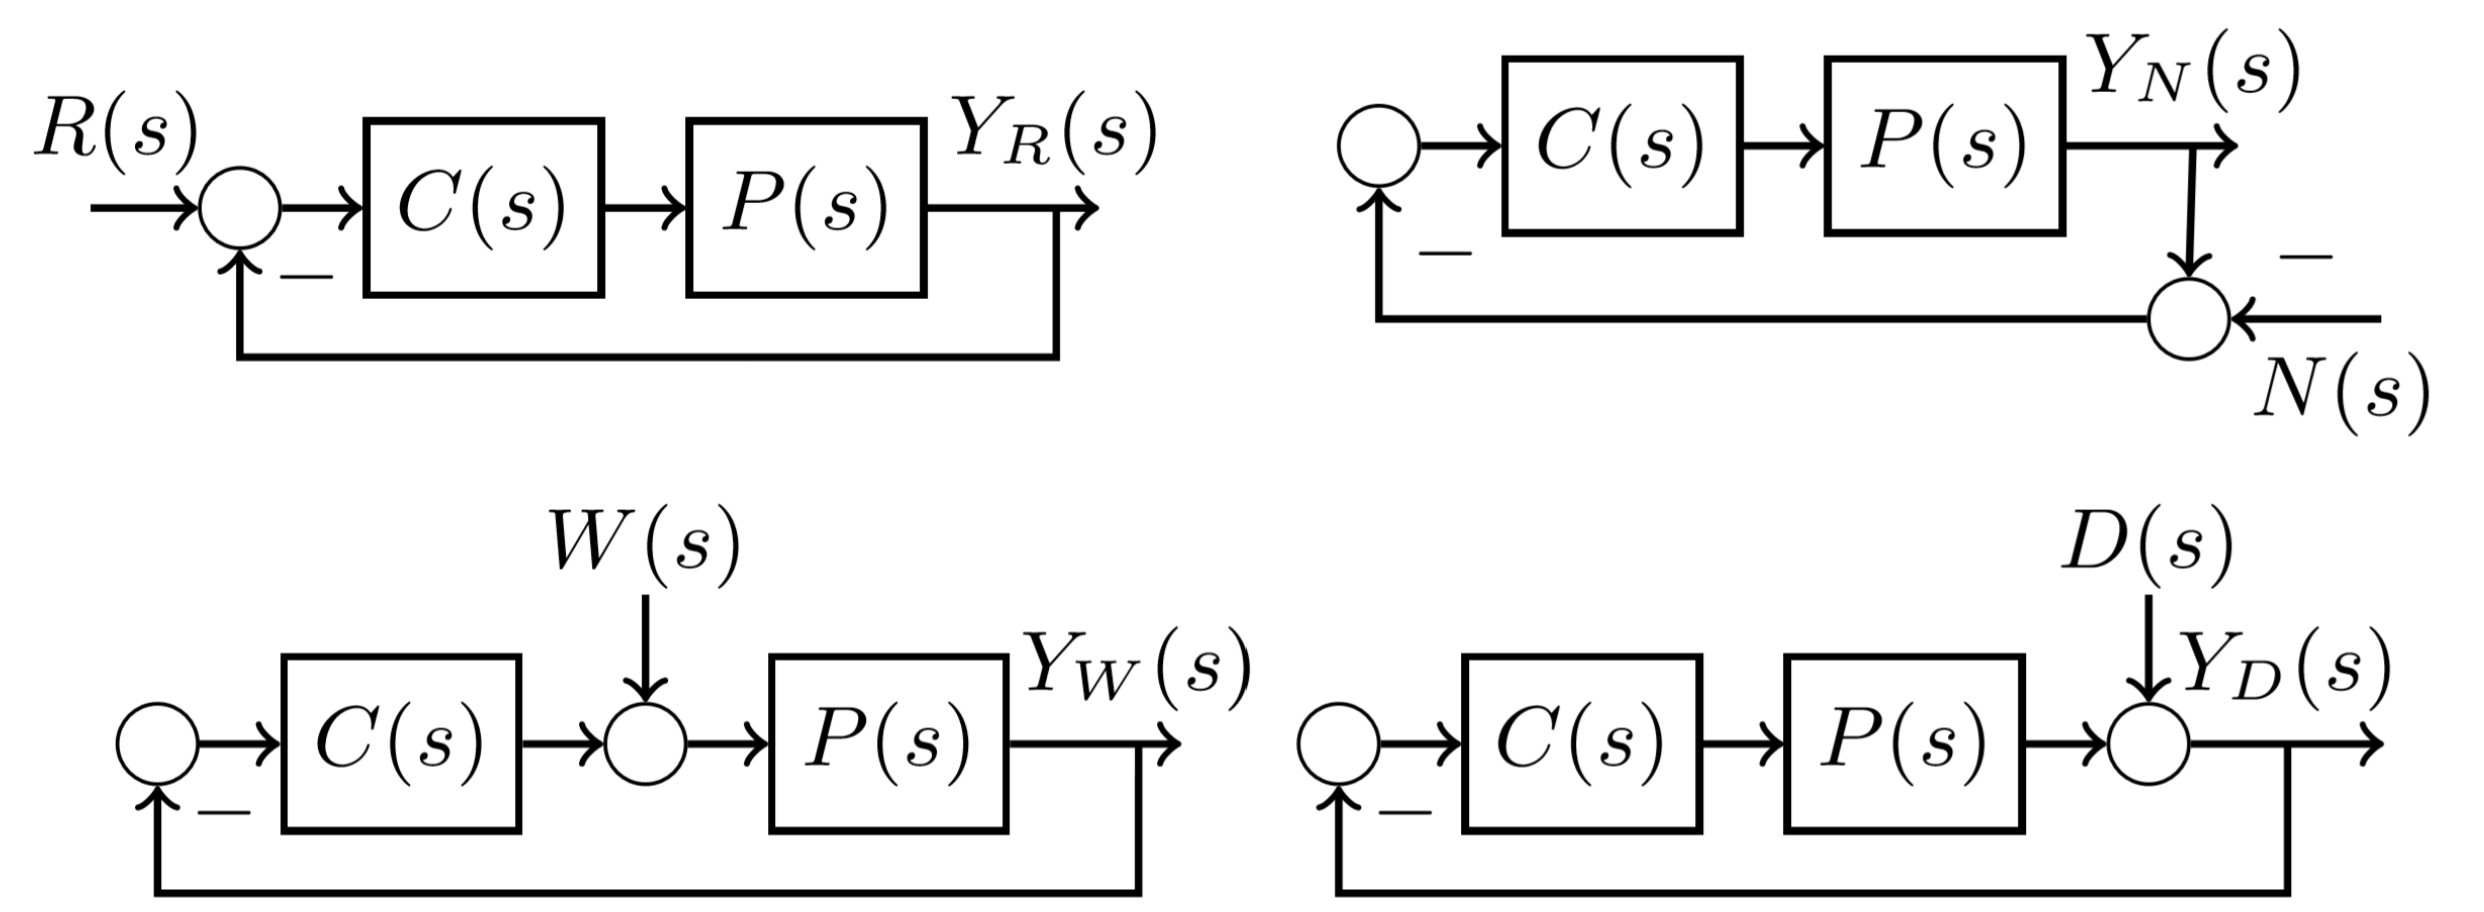 R(s)
C(s)
P(s)
Y_R(s)
−
C(s)
P(s)
Y_N(s)
−
−
N(s)
W(s)
C(s)
P(s)
Y_W(s)
−
D(s)
C(s)
P(s)
Y_D(s)
−